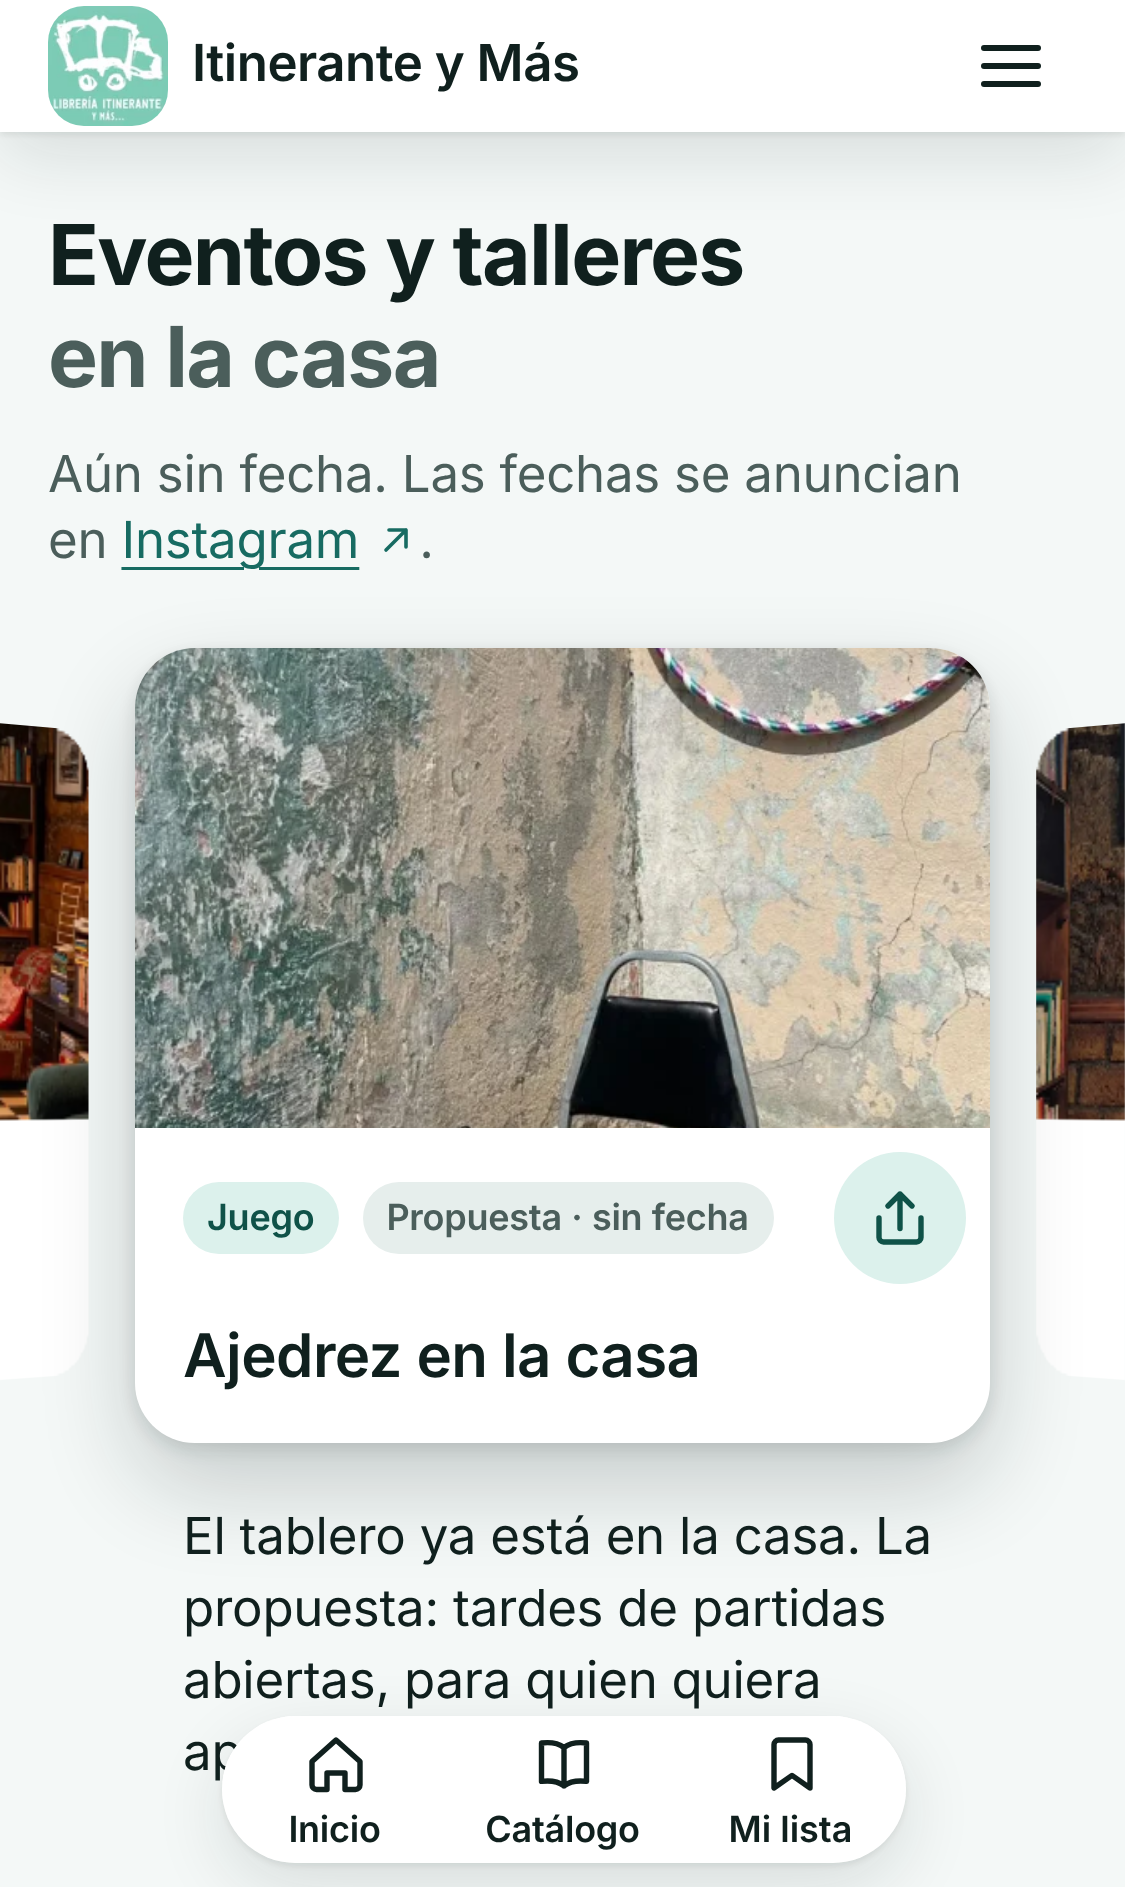 LIBRERÍA ITINERANTE
Y MÁS...
Itinerante y Más
Eventos y talleres
en la casa
Aún sin fecha. Las fechas se anuncian
en Instagram ↗.
Juego
Propuesta · sin fecha
Ajedrez en la casa
El tablero ya está en la casa. La
propuesta: tardes de partidas
abiertas, para quien quiera
Inicio
Catálogo
Mi lista